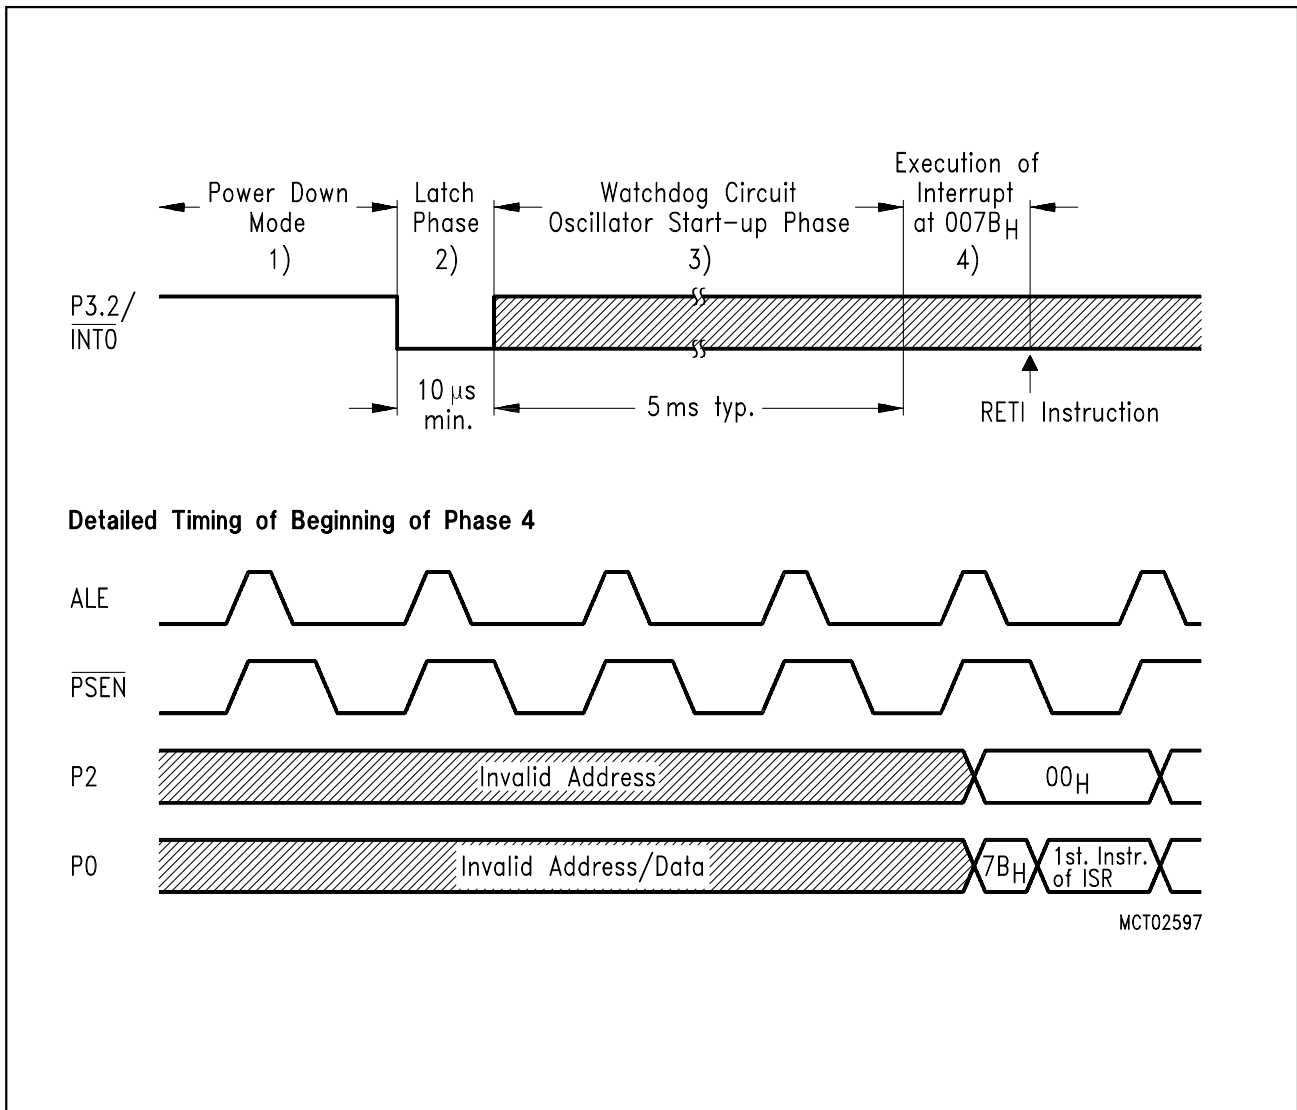 Power Down
Mode
1)
Latch
Phase
2)
Watchdog Circuit
Oscillator Start-up Phase
3)
Execution of
Interrupt
at 007BH
4)
P3.2/
INT0
10 µs
min.
5 ms typ.
RETI Instruction
Detailed Timing of Beginning of Phase 4
ALE
PSEN
P2
Invalid Address
00H
P0
Invalid Address/Data
7BH
1st. Instr.
of ISR
MCT02597